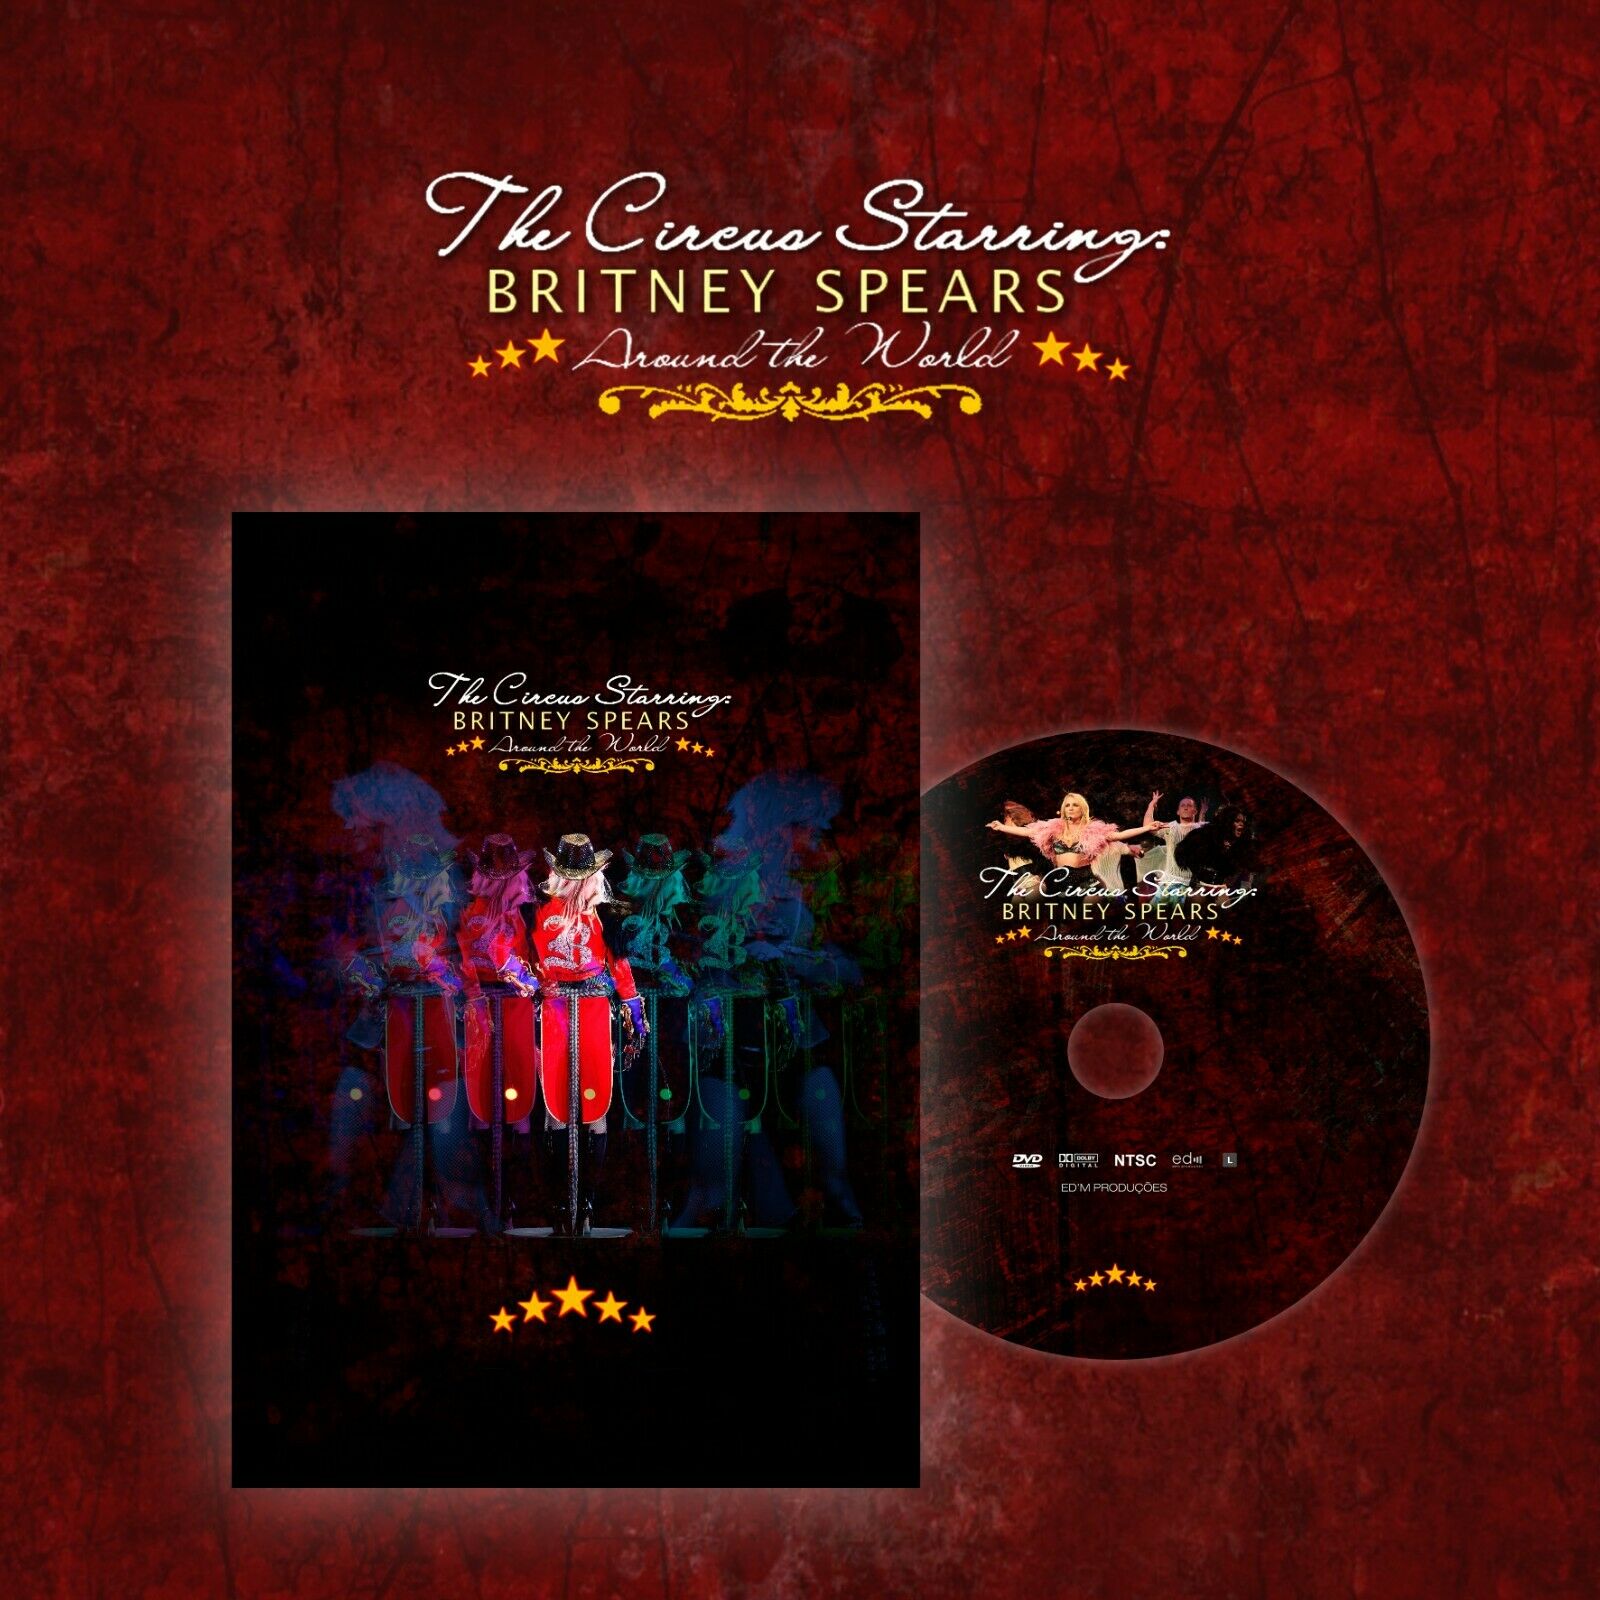 The Circus Starring:
BRITNEY SPEARS
Around the World
The Circus Starring:
BRITNEY SPEARS
Around the World
B B B B B
The Circus Starring:
BRITNEY SPEARS
Around the World
DVD DOLBY DIGITAL NTSC ed L
ED'M PRODUÇÕES